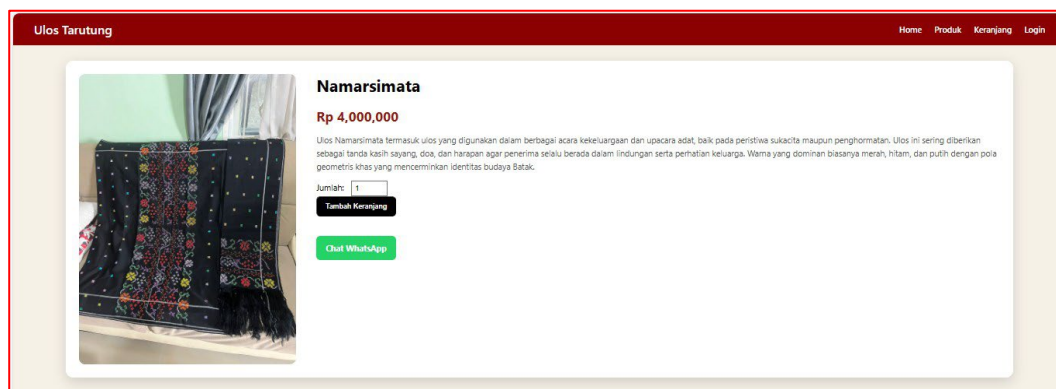 Ulos Tarutung
Home Produk Keranjang Login
Namarsimata
Rp 4,000,000
Ulos Namarsimata termasuk ulos yang digunakan dalam berbagai acara kekeluargaan dan upacara adat, baik pada peristiwa sukacita maupun penghormatan. Ulos ini sering diberikan
sebagai tanda kasih sayang, doa, dan harapan agar penerima selalu berada dalam lindungan serta perhatian keluarga. Warna yang dominan biasanya merah, hitam, dan putih dengan pola
geometris khas yang mencerminkan identitas budaya Batak.
Jumlah: 1
Tambah Keranjang
Chat WhatsApp